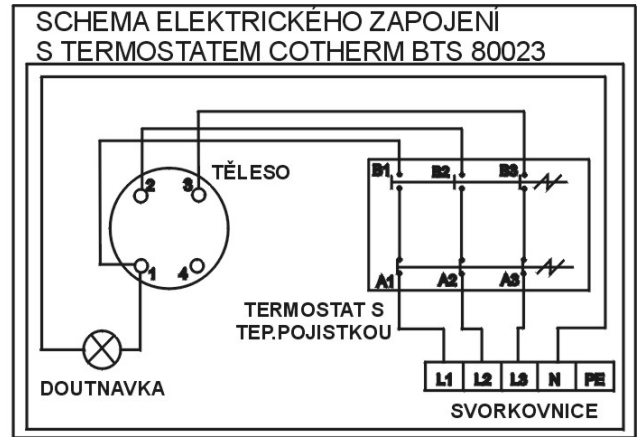 SCHEMA ELEKTRICKÉHO ZAPOJENÍ
S TERMOSTATEM COTHERM BTS 80023
2 3 TĚLESO
1 4
B1 B2 B3
A1 A2 A3
TERMOSTAT S
TEP.POJISTKOU
DOUTNAVKA
L1 L2 L3 N PE
SVORKOVNICE